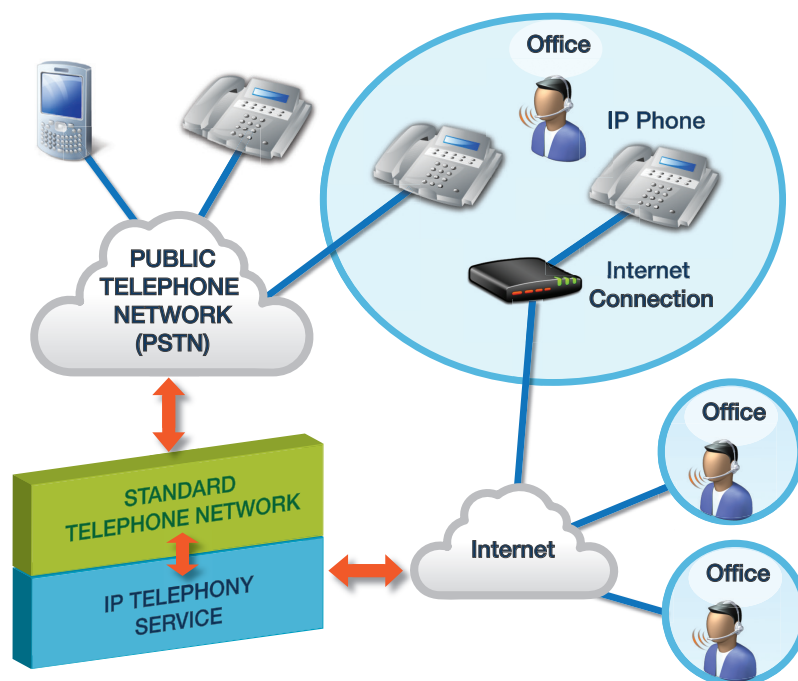 Office
IP Phone
PUBLIC
TELEPHONE
NETWORK
(PSTN)
Internet
Connection
Office
STANDARD
TELEPHONE NETWORK
Internet
IP TELEPHONY
SERVICE
Office